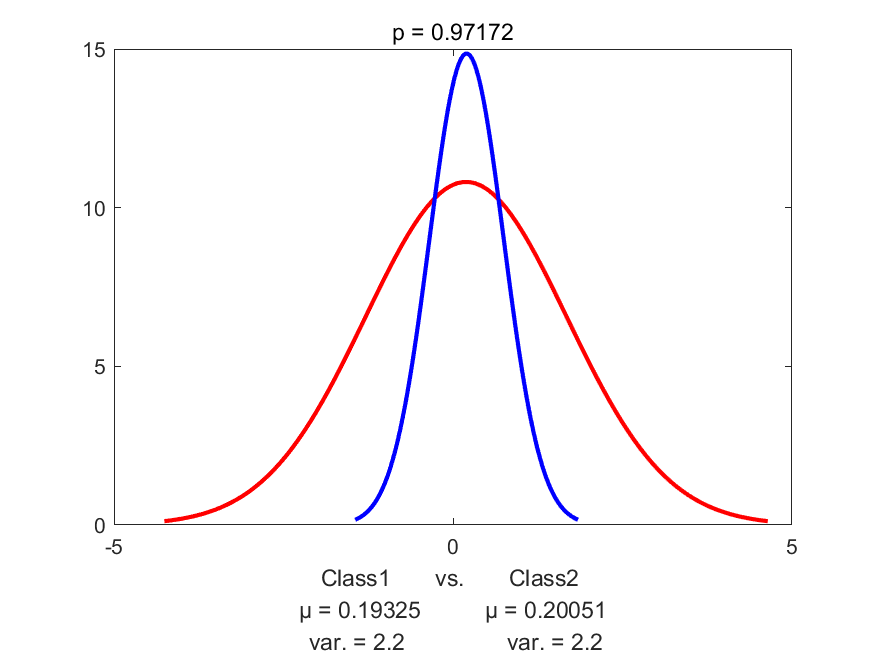 p = 0.97172
15
10
5
0
-5 0 5
Class1 vs. Class2
μ = 0.19325 μ = 0.20051
var. = 2.2 var. = 2.2